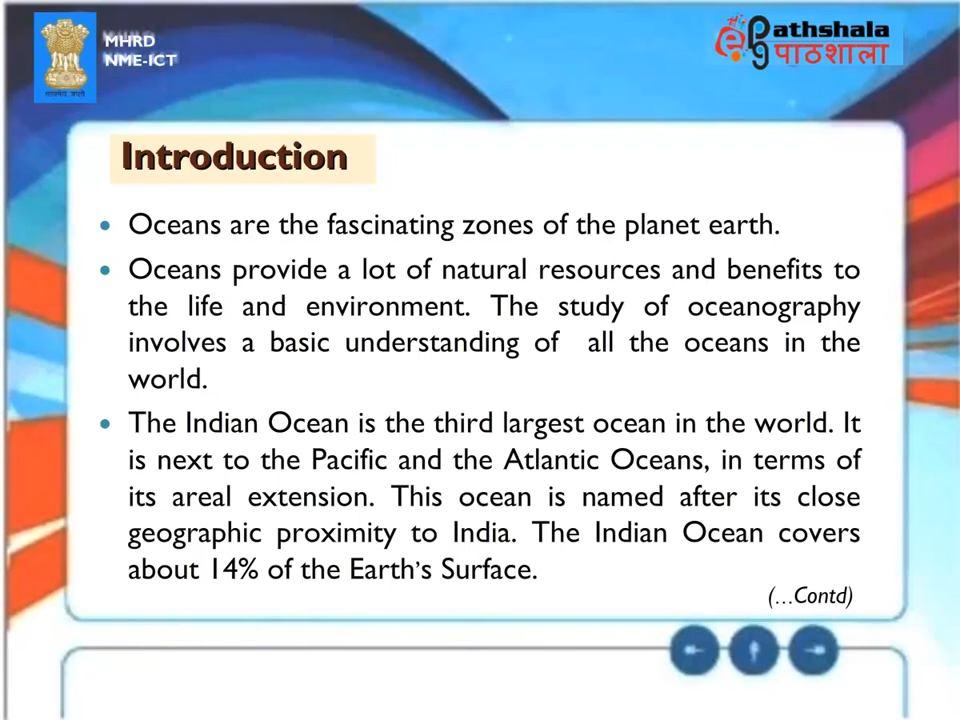 MHRD
NME-ICT
epg Pathshala
पाठशाला
Introduction
• Oceans are the fascinating zones of the planet earth.
• Oceans provide a lot of natural resources and benefits to
the life and environment. The study of oceanography
involves a basic understanding of all the oceans in the
world.
• The Indian Ocean is the third largest ocean in the world. It
is next to the Pacific and the Atlantic Oceans, in terms of
its areal extension. This ocean is named after its close
geographic proximity to India. The Indian Ocean covers
about 14% of the Earth's Surface.
(...Contd)